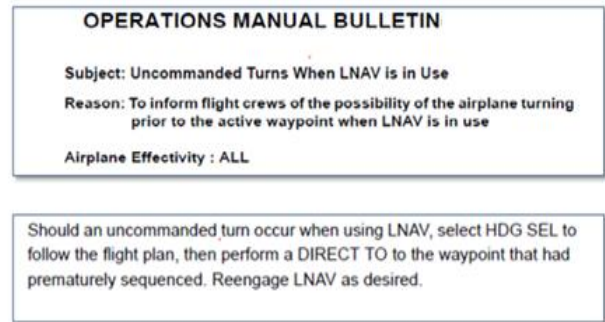 OPERATIONS MANUAL BULLETIN
Subject: Uncommanded Turns When LNAV is in Use
Reason: To inform flight crews of the possibility of the airplane turning
prior to the active waypoint when LNAV is in use
Airplane Effectivity : ALL
Should an uncommanded turn occur when using LNAV, select HDG SEL to
follow the flight plan, then perform a DIRECT TO to the waypoint that had
prematurely sequenced. Reengage LNAV as desired.